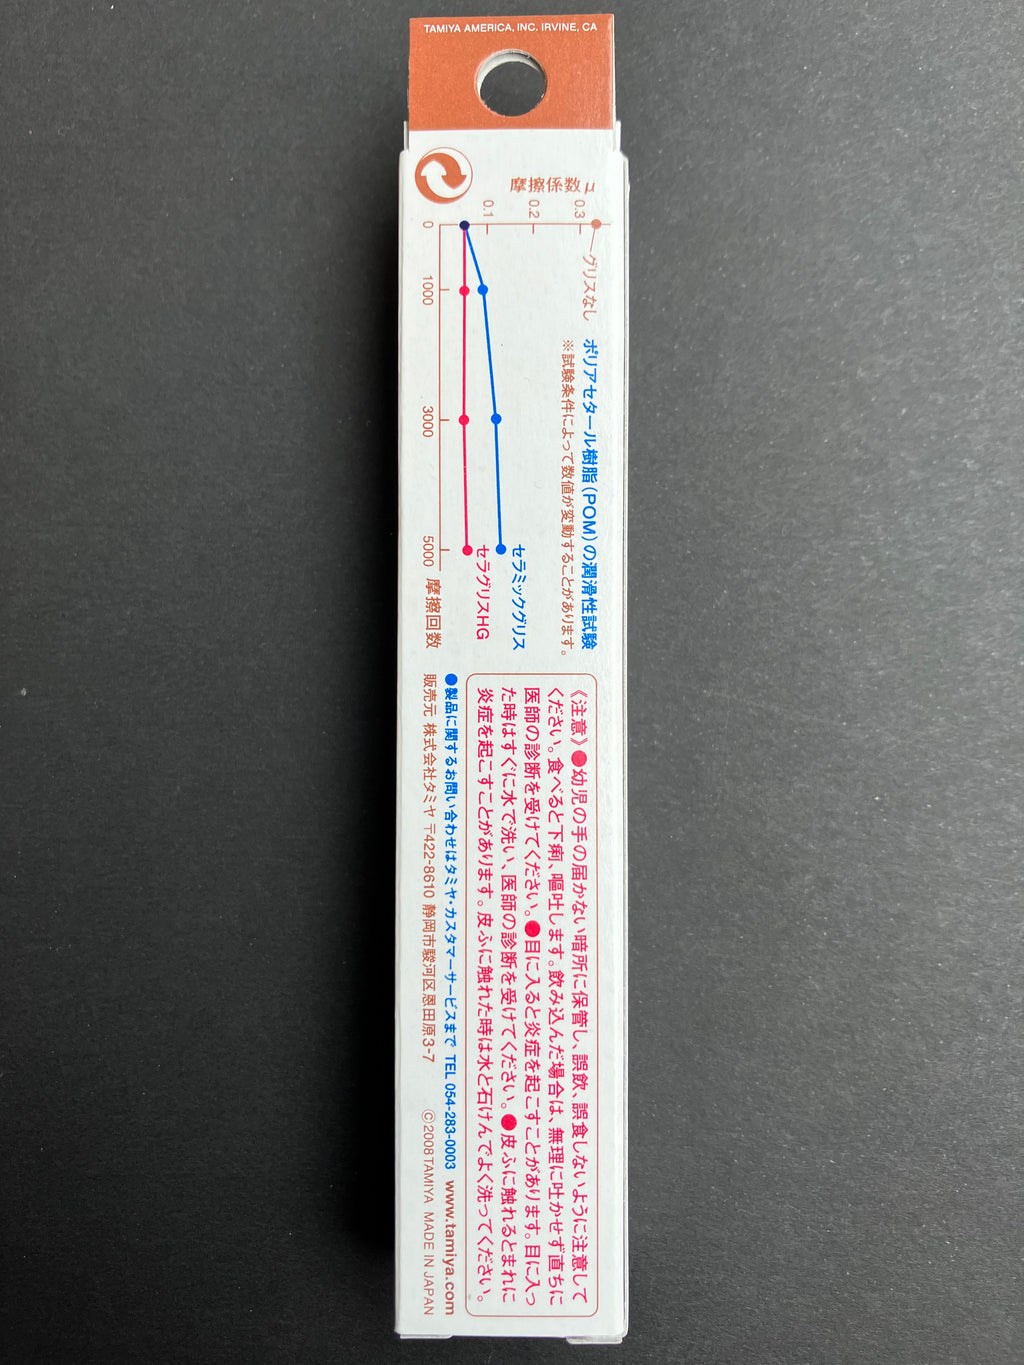 TAMIYA AMERICA, INC. IRVINE, CA
摩擦係数 μ
0.3
0.2
0.1
0
1000
3000
5000
摩擦回数
グリスなし
ポリアセタール樹脂(POM)の潤滑性試験
※試験条件によって数値が変動することがあります。
セラミックグリス
セラグリスHG
《注意》●幼児の手の届かない暗所に保管し、誤飲、誤食しないように注意して
ください。食べると下痢、嘔吐します。飲み込んだ場合は、無理に吐かせず直ちに
医師の診断を受けてください。●目に入ると炎症を起こすことがあります。目に入っ
た時はすぐに水で洗い、医師の診断を受けてください。●皮ふに触れるとまれに
炎症を起こすことがあります。皮ふに触れた時は水と石けんでよく洗ってください。
●製品に関するお問い合わせはタミヤ・カスタマーサービスまで TEL 054-283-0003 www.tamiya.com
販売元 株式会社タミヤ 〒422-8610 静岡市駿河区恩田原3-7 ©2008 TAMIYA MADE IN JAPAN